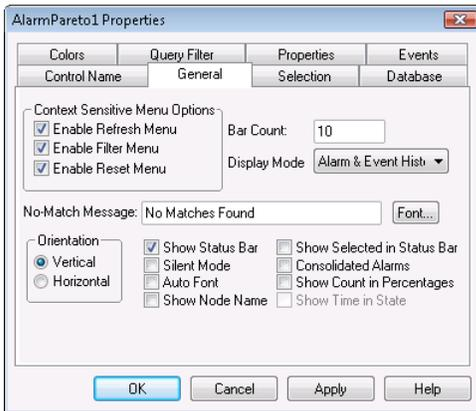 AlarmPareto1 Properties
Colors Query Filter Properties Events
Control Name General Selection Database
Context Sensitive Menu Options
Enable Refresh Menu
Enable Filter Menu
Enable Reset Menu
Bar Count: 10
Display Mode Alarm & Event Hist
No-Match Message: No Matches Found Font...
Orientation
Vertical
Horizontal
Show Status Bar
Silent Mode
Auto Font
Show Node Name
Show Selected in Status Bar
Consolidated Alarms
Show Count in Percentages
Show Time in State
OK Cancel Apply Help